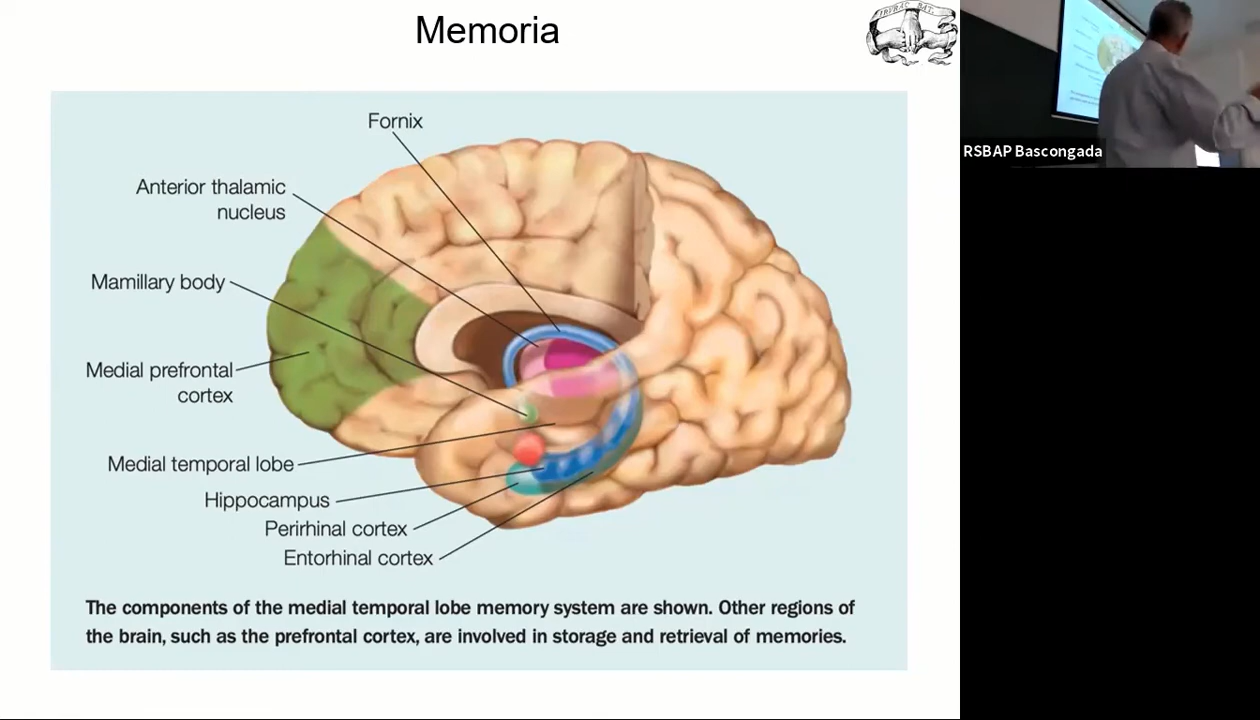 Memoria
IRURAC BAT.
RSBAP Bascongada
Fornix
Anterior thalamic
nucleus
Mamillary body
Medial prefrontal
cortex
Medial temporal lobe
Hippocampus
Perirhinal cortex
Entorhinal cortex
The components of the medial temporal lobe memory system are shown. Other regions of
the brain, such as the prefrontal cortex, are involved in storage and retrieval of memories.